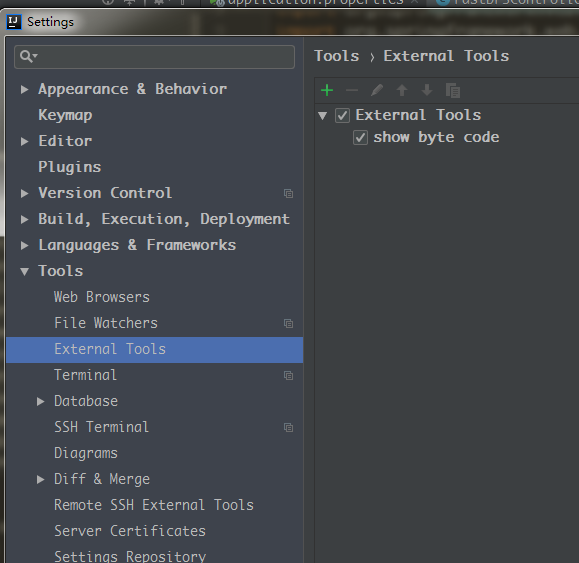 application.properties
Settings
Tools › External Tools
Appearance & Behavior
Keymap
Editor
Plugins
Version Control
Build, Execution, Deployment
Languages & Frameworks
Tools
Web Browsers
File Watchers
External Tools
Terminal
Database
SSH Terminal
Diagrams
Diff & Merge
Remote SSH External Tools
Server Certificates
Settings Repository
External Tools
show byte code